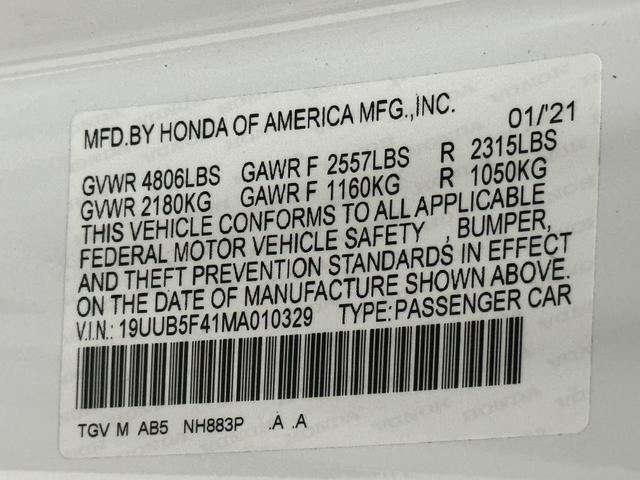 MFD.BY HONDA OF AMERICA MFG.,INC. 01/'21
GVWR 4806LBS GAWR F 2557LBS R 2315LBS
GVWR 2180KG GAWR F 1160KG R 1050KG
THIS VEHICLE CONFORMS TO ALL APPLICABLE
FEDERAL MOTOR VEHICLE SAFETY , BUMPER,
AND THEFT PREVENTION STANDARDS IN EFFECT
ON THE DATE OF MANUFACTURE SHOWN ABOVE.
V.I.N.: 19UUB5F41MA010329 TYPE:PASSENGER CAR
TGV M AB5 NH883P .A .A